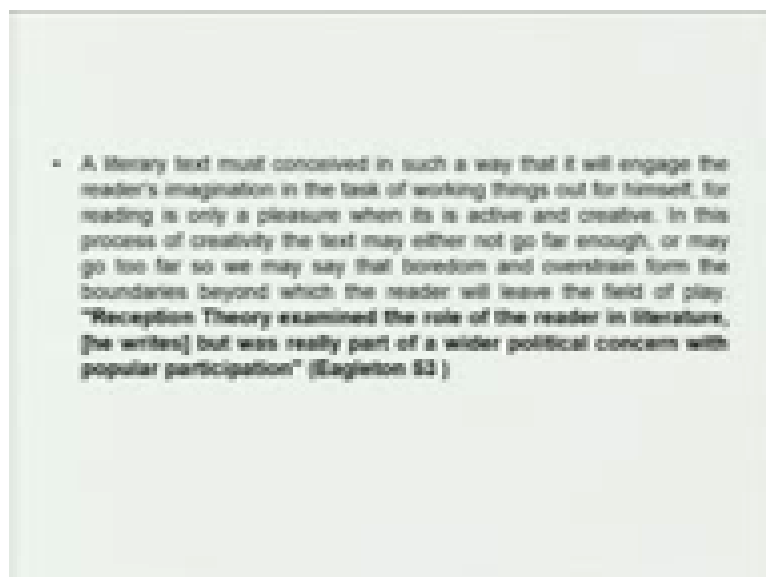 • A literary text must conceived in such a way that it will engage the
reader's imagination in the task of working things out for himself, for
reading is only a pleasure when its is active and creative. In this
process of creativity the text may either not go far enough, or may
go too far so we may say that boredom and overstrain form the
boundaries beyond which the reader will leave the field of play.
"Reception Theory examined the role of the reader in literature,
[he writes] but was really part of a wider political concern with
popular participation" (Eagleton 53 )